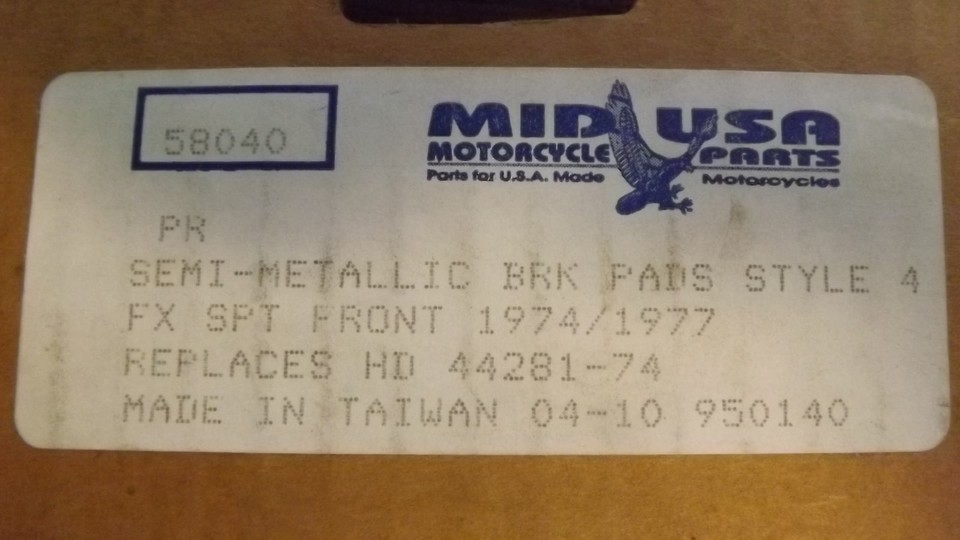 58040
MID USA
MOTORCYCLE PARTS
Parts for U.S.A. Made Motorcycles
PR
SEMI-METALLIC BRK PADS STYLE 4
FX SPT FRONT 1974/1977
REPLACES HD 44281-74
MADE IN TAIWAN 04-10 950140